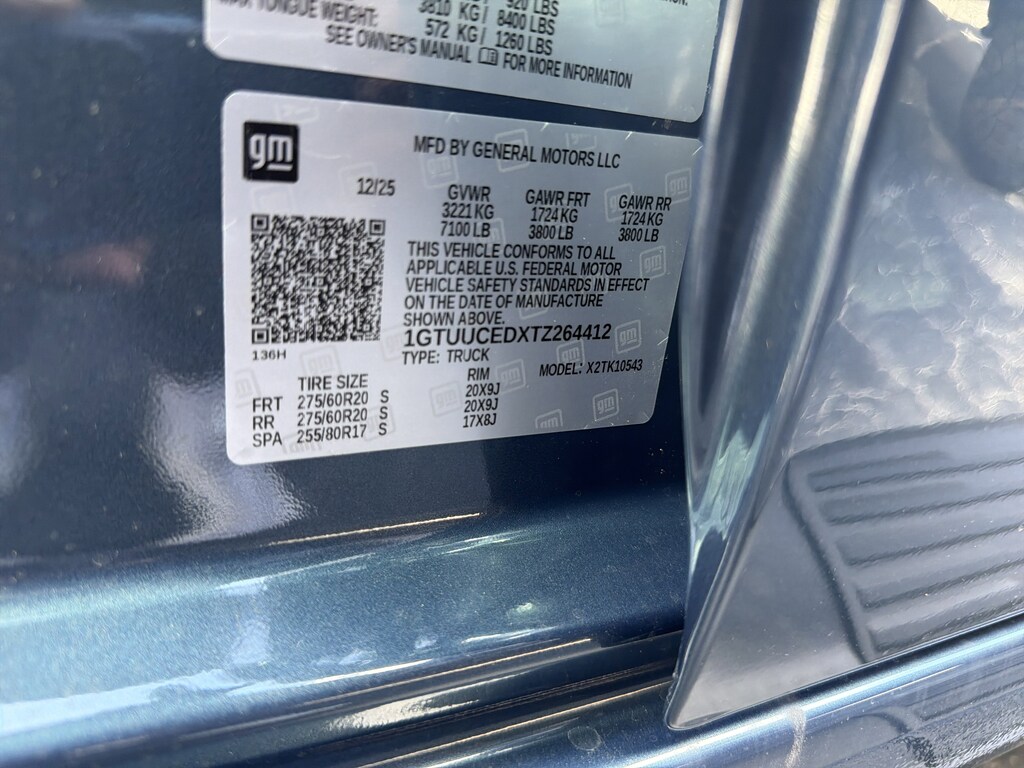 920 LBS
MAX TONGUE WEIGHT: 3810 KG/ 8400 LBS
572 KG/ 1260 LBS
SEE OWNER'S MANUAL FOR MORE INFORMATION
gm
MFD BY GENERAL MOTORS LLC
12/25 GVWR GAWR FRT GAWR RR
3221 KG 1724 KG 1724 KG
7100 LB 3800 LB 3800 LB
THIS VEHICLE CONFORMS TO ALL
APPLICABLE U.S. FEDERAL MOTOR
VEHICLE SAFETY STANDARDS IN EFFECT
ON THE DATE OF MANUFACTURE
SHOWN ABOVE.
1GTUUCEDXTZ264412
136H
TYPE: TRUCK MODEL: X2TK10543
TIRE SIZE RIM
FRT 275/60R20 S 20X9J
RR 275/60R20 S 20X9J
SPA 255/80R17 S 17X8J